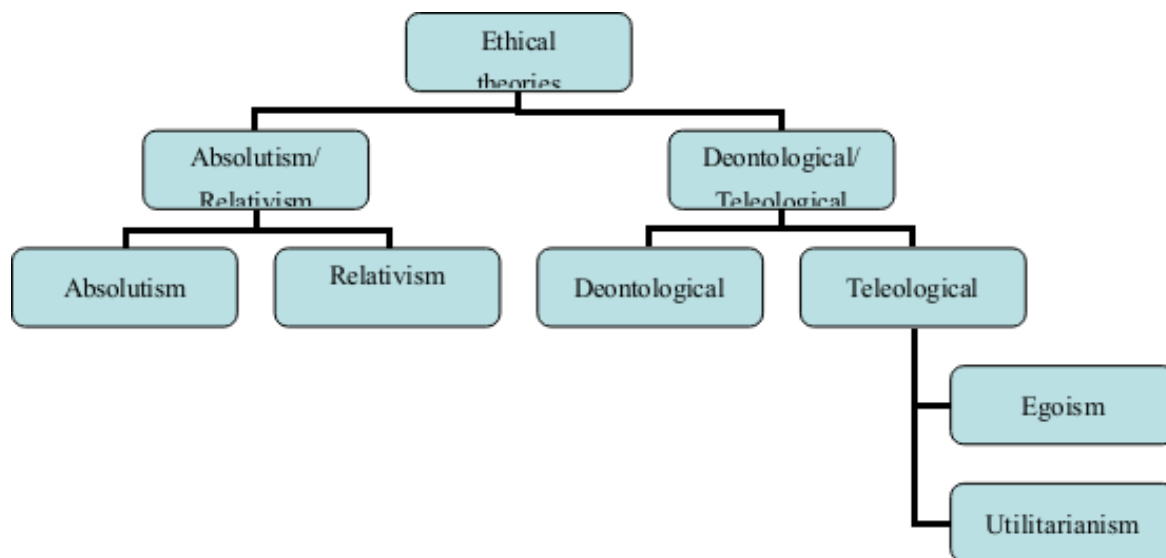 Ethical
theories
Absolutism/
Relativism
Deontological/
Teleological
Absolutism
Relativism
Deontological
Teleological
Egoism
Utilitarianism